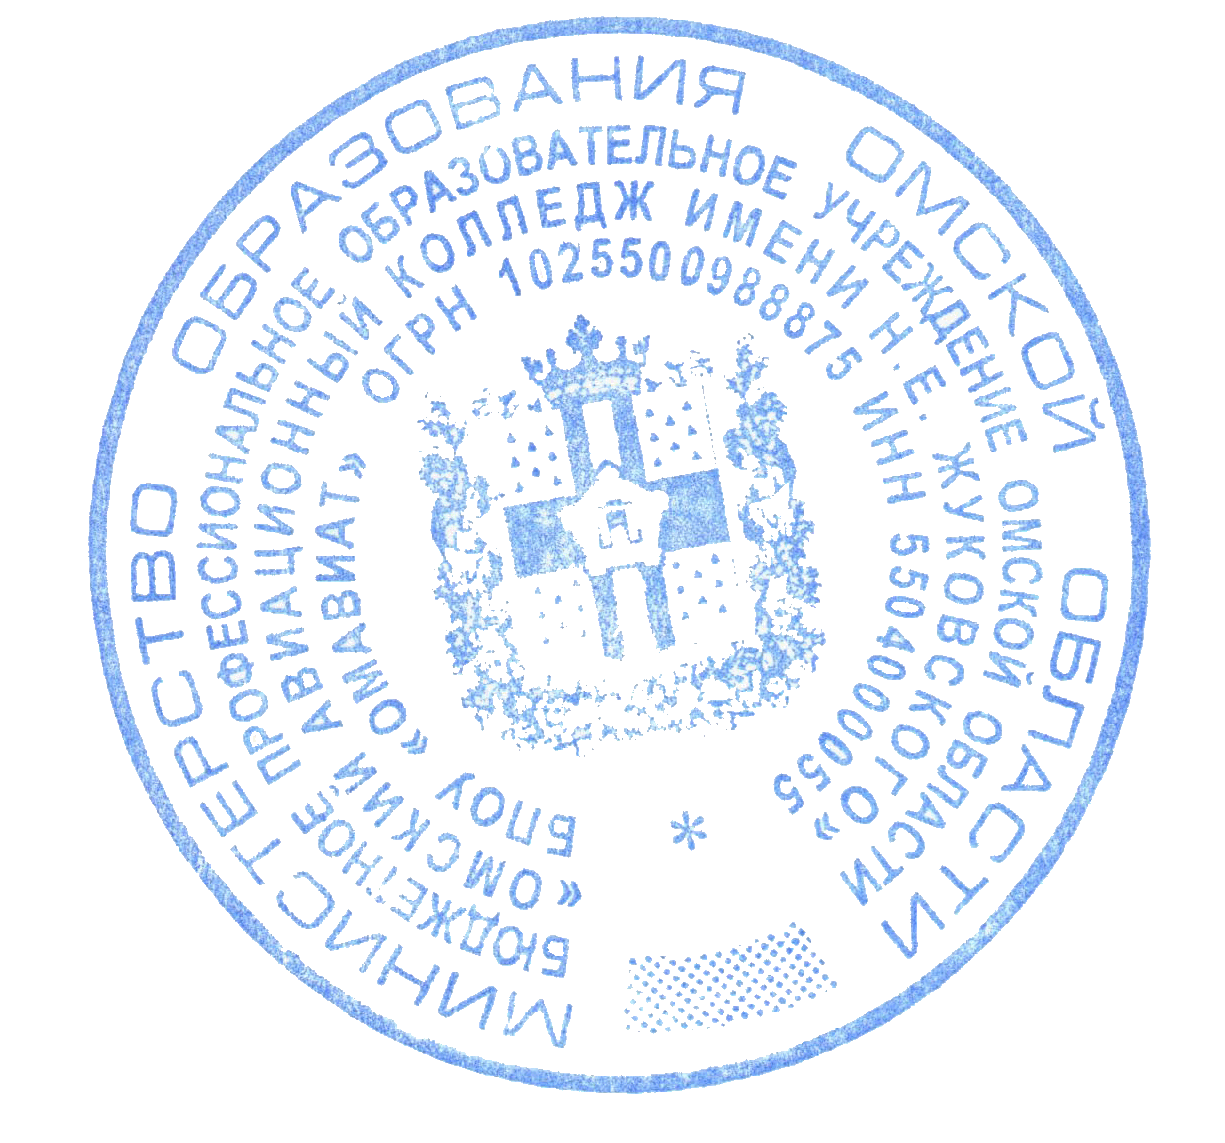 МИНИСТЕРСТВО ОБРАЗОВАНИЯ ОМСКОЙ ОБЛАСТИ
БЮДЖЕТНОЕ ПРОФЕССИОНАЛЬНОЕ ОБРАЗОВАТЕЛЬНОЕ УЧРЕЖДЕНИЕ ОМСКОЙ ОБЛАСТИ
«ОМСКИЙ АВИАЦИОННЫЙ КОЛЛЕДЖ ИМЕНИ Н.Е. ЖУКОВСКОГО»
БПОУ «ОМАВИАТ» ОГРН 1025500988875 ИНН 5504000055
*